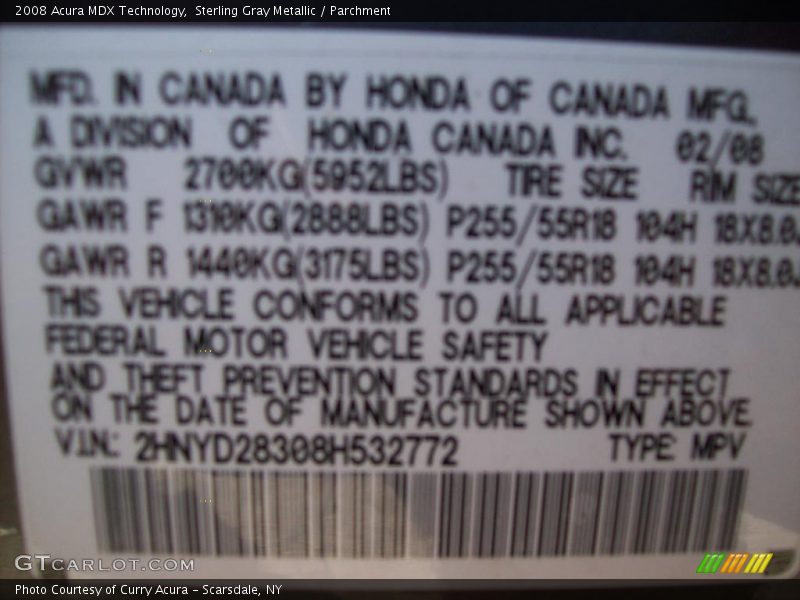 2008 Acura MDX Technology,  Sterling Gray Metallic / Parchment
MFD. IN CANADA BY HONDA OF CANADA MFG.,
A DIVISION OF HONDA CANADA INC. 02/08
GVWR 2700KG(5952LBS) TIRE SIZE RIM SIZE
GAWR F 1310KG(2888LBS) P255/55R18 104H 18X8.0J
GAWR R 1440KG(3175LBS) P255/55R18 104H 18X8.0J
THIS VEHICLE CONFORMS TO ALL APPLICABLE
FEDERAL MOTOR VEHICLE SAFETY
AND THEFT PREVENTION STANDARDS IN EFFECT
ON THE DATE OF MANUFACTURE SHOWN ABOVE.
V.I.N.: 2HNYD28308H532772 TYPE: MPV
GTCARLOT.COM
Photo Courtesy of Curry Acura - Scarsdale, NY